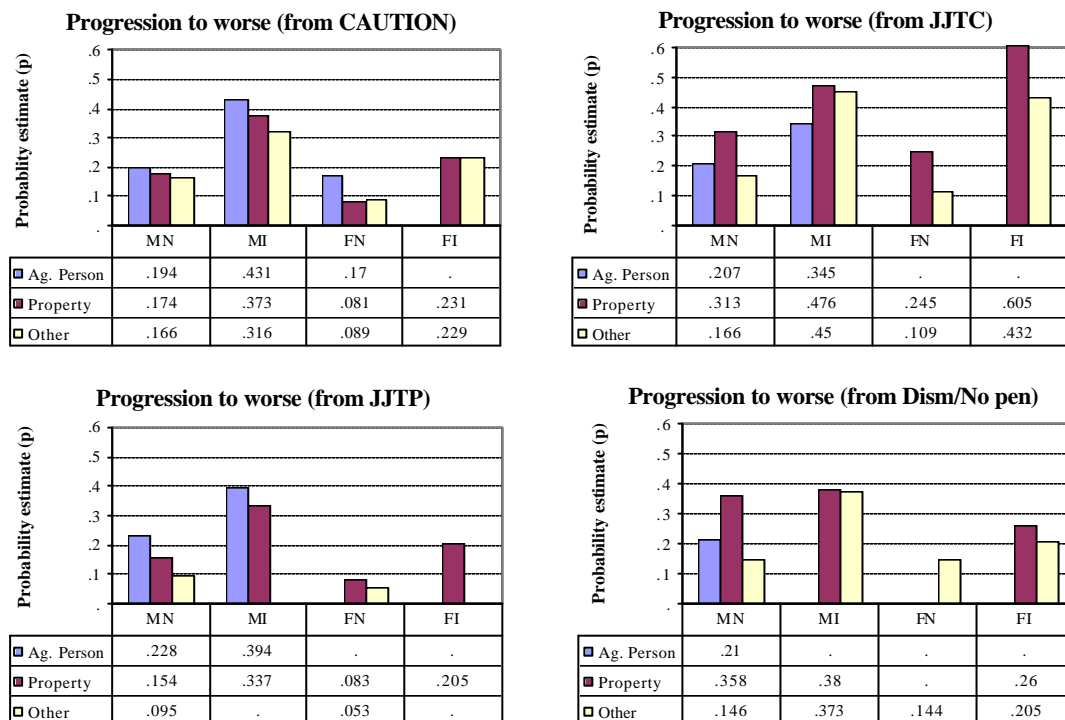 Progression to worse (from CAUTION)
Probablity estimate (p)
.6
.5
.4
.3
.2
.1
.
MN MI FN FI
Ag. Person .194 .431 .17 .
Property .174 .373 .081 .231
Other .166 .316 .089 .229
Progression to worse (from JJTC)
Probability estimate (p)
.6
.5
.4
.3
.2
.1
.
MN MI FN FI
Ag. Person .207 .345 . .
Property .313 .476 .245 .605
Other .166 .45 .109 .432
Progression to worse (from JJTP)
Probability estimate (p)
.6
.5
.4
.3
.2
.1
.
MN MI FN FI
Ag. Person .228 .394 . .
Property .154 .337 .083 .205
Other .095 . .053 .
Progression to worse (from Dism/No pen)
Probability estimate (p)
.6
.5
.4
.3
.2
.1
.
MN MI FN FI
Ag. Person .21 . . .
Property .358 .38 . .26
Other .146 .373 .144 .205